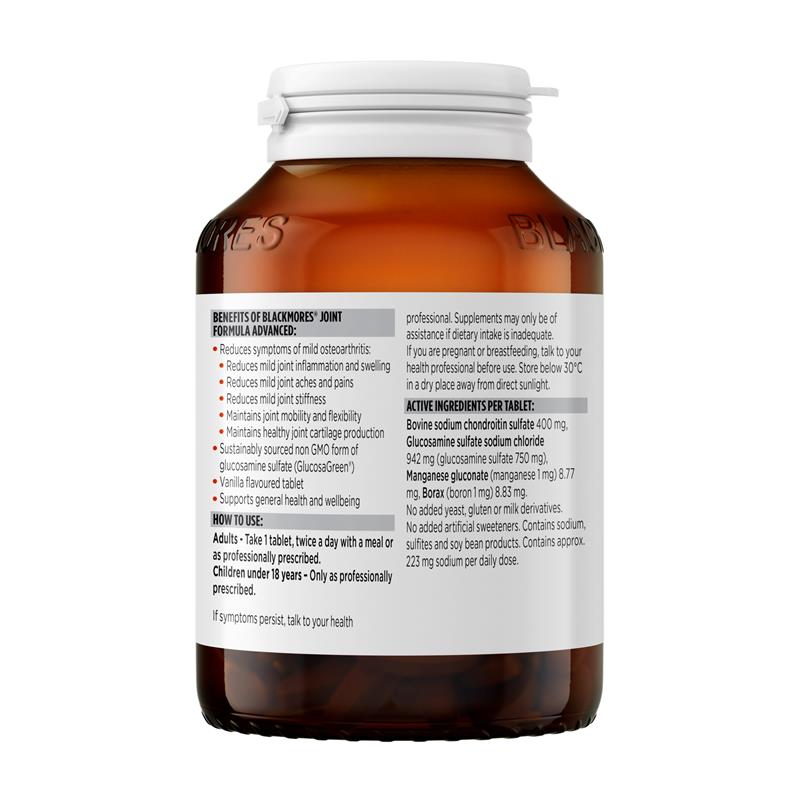 ORES
BLAC
BENEFITS OF BLACKMORES® JOINT
FORMULA ADVANCED:
• Reduces symptoms of mild osteoarthritis:
• Reduces mild joint inflammation and swelling
• Reduces mild joint aches and pains
• Reduces mild joint stiffness
• Maintains joint mobility and flexibility
• Maintains healthy joint cartilage production
• Sustainably sourced non GMO form of
glucosamine sulfate (GlucosaGreen®)
• Vanilla flavoured tablet
• Supports general health and wellbeing
HOW TO USE:
Adults - Take 1 tablet, twice a day with a meal or
as professionally prescribed.
Children under 18 years – Only as professionally
prescribed.
If symptoms persist, talk to your health
professional. Supplements may only be of
assistance if dietary intake is inadequate.
If you are pregnant or breastfeeding, talk to your
health professional before use. Store below 30°C
in a dry place away from direct sunlight.
ACTIVE INGREDIENTS PER TABLET:
Bovine sodium chondroitin sulfate 400 mg,
Glucosamine sulfate sodium chloride
942 mg (glucosamine sulfate 750 mg),
Manganese gluconate (manganese 1 mg) 8.77
mg, Borax (boron 1 mg) 8.83 mg.
No added yeast, gluten or milk derivatives.
No added artificial sweeteners. Contains sodium,
sulfites and soy bean products. Contains approx.
223 mg sodium per daily dose.